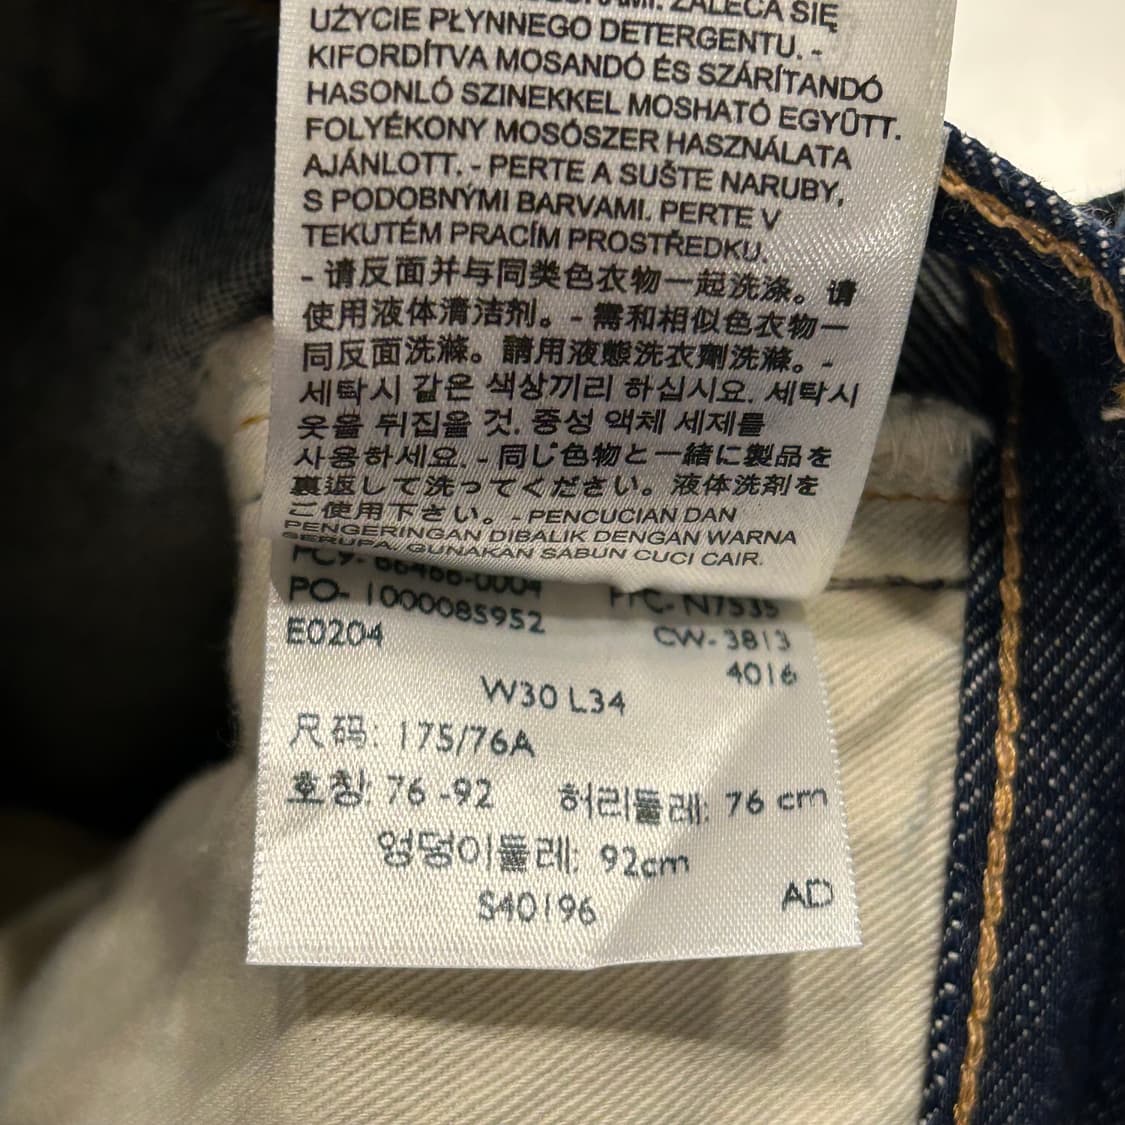 ZALECA SIĘ
UŻYCIE PŁYNNEGO DETERGENTU. -
KIFORDÍTVA MOSANDÓ ÉS SZÁRÍTANDÓ
HASONLÓ SZINEKKEL MOSHATÓ EGYŰTT.
FOLYÉKONY MOSÓSZER HASZNÁLATA
AJÁNLOTT. - PERTE A SUŠTE NARUBY,
S PODOBNÝMI BARVAMI. PERTE V
TEKUTÉM PRACÍM PROSTŘEDKU.
- 请反面并与同类色衣物一起洗涤。请
使用液体清洁剂。- 需和相似色衣物一
同反面洗滌。請用液態洗衣劑洗滌。-
세탁시 같은 색상끼리 하십시요. 세탁시
옷을 뒤집을 것. 중성 액체 세제를
사용하세요. - 同じ色物と一緒に製品を
裏返して洗ってください。液体洗剤を
ご使用下さい。- PENCUCIAN DAN
PENGERINGAN DIBALIK DENGAN WARNA
SERUPA. GUNAKAN SABUN CUCI CAIR.
PC9- 66466-0004
PO- 1000085952 N7535
E0204 CW- 3813
4016
W30 L34
尺码: 175/76A
호칭: 76 -92 허리둘레: 76 cm
엉덩이둘레: 92cm
S40196 AD